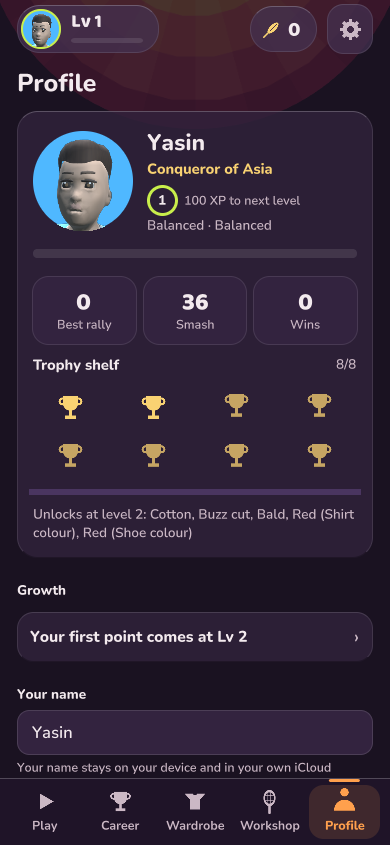 Lv 1
0
Profile
Yasin
Conqueror of Asia
1
100 XP to next level
Balanced · Balanced
0
Best rally
36
Smash
0
Wins
Trophy shelf
8/8
Unlocks at level 2: Cotton, Buzz cut, Bald, Red (Shirt
colour), Red (Shoe colour)
Growth
Your first point comes at Lv 2
›
Your name
Yasin
Your name stays on your device and in your own iCloud
Play
Career
Wardrobe
Workshop
Profile